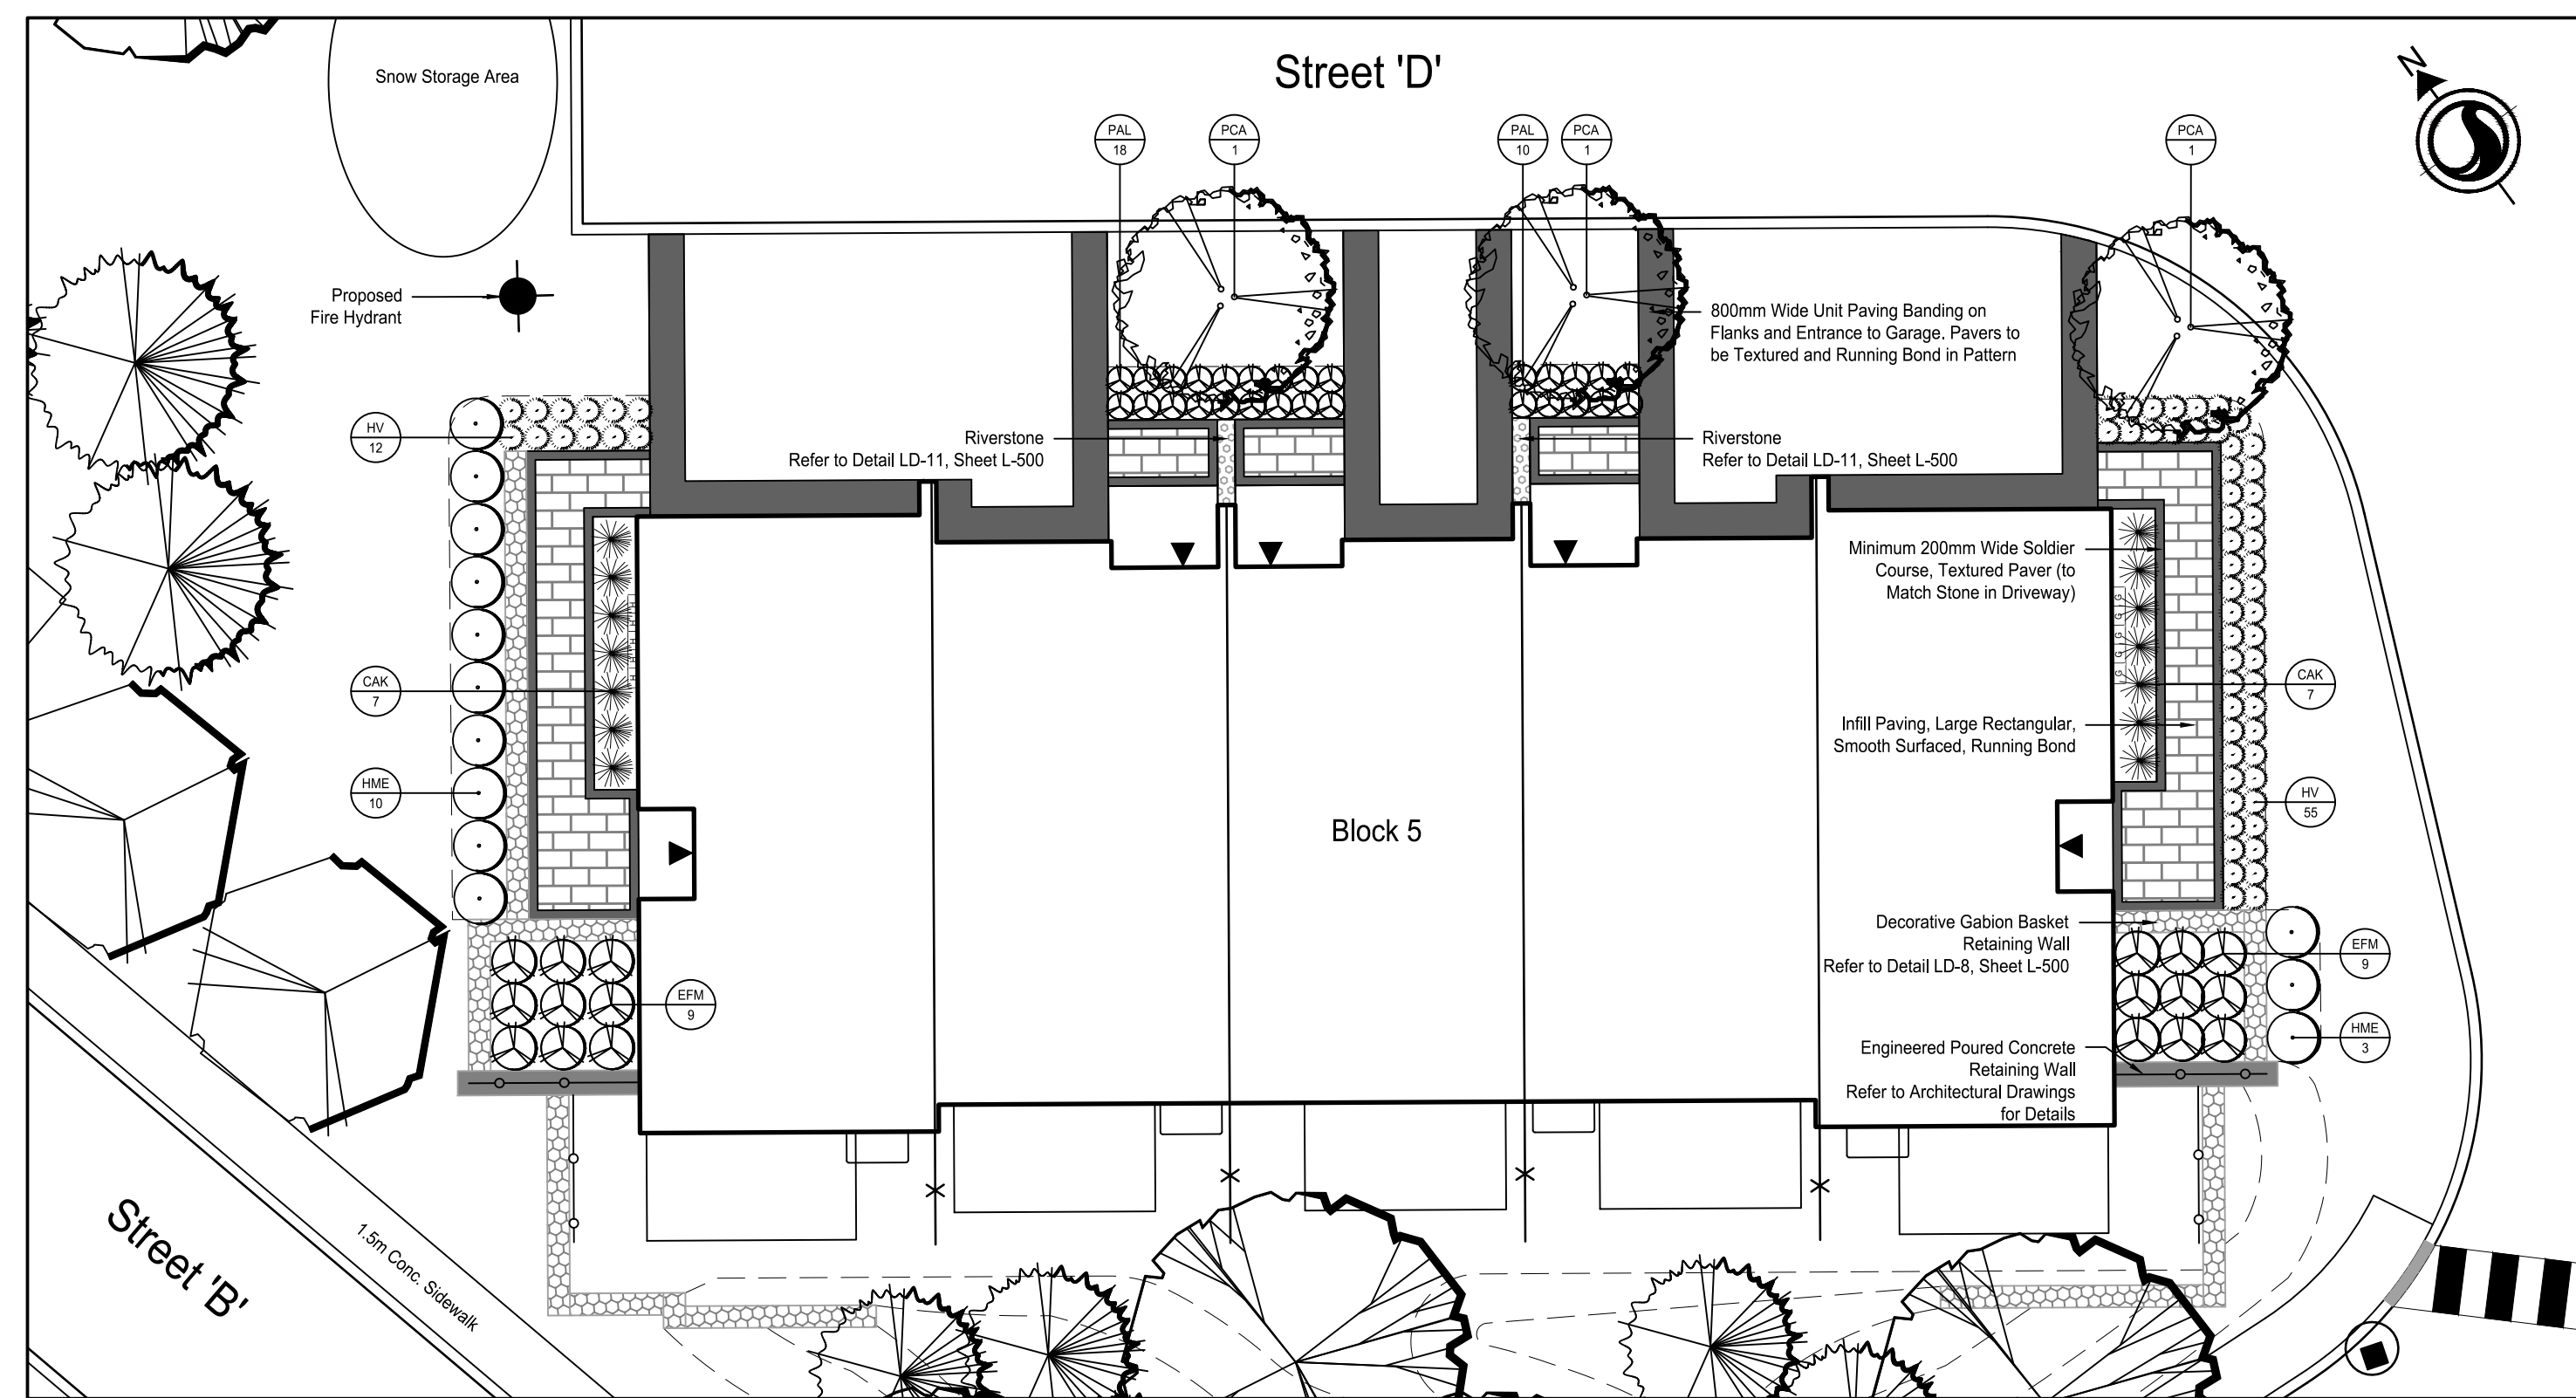 Street 'D'
Snow Storage Area
N
PAL
18
PCA
1
PAL
10
PCA
1
PCA
1
Proposed
Fire Hydrant
800mm Wide Unit Paving Banding on
Flanks and Entrance to Garage. Pavers to
be Textured and Running Bond in Pattern
HV
12
Riverstone
Refer to Detail LD-11, Sheet L-500
Riverstone
Refer to Detail LD-11, Sheet L-500
Minimum 200mm Wide Soldier
Course, Textured Paver (to
Match Stone in Driveway)
CAK
7
CAK
7
Infill Paving, Large Rectangular,
Smooth Surfaced, Running Bond
HME
10
HV
55
Block 5
Decorative Gabion Basket
Retaining Wall
Refer to Detail LD-8, Sheet L-500
EFM
9
EFM
9
HME
3
Engineered Poured Concrete
Retaining Wall
Refer to Architectural Drawings
for Details
Street 'B'
1.5m Conc. Sidewalk